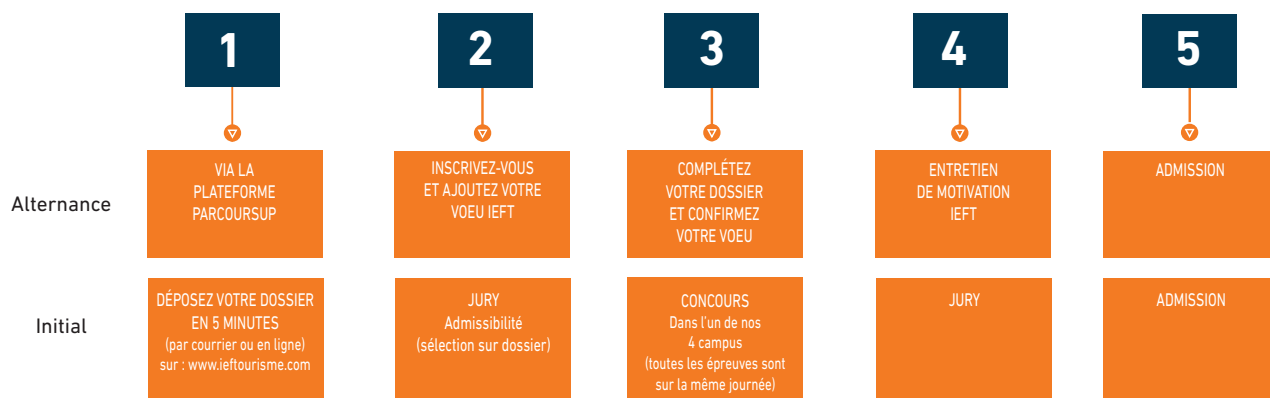 1
2
3
4
5
Alternance
VIA LA
PLATEFORME
PARCOURSUP
INSCRIVEZ-VOUS
ET AJOUTEZ VOTRE
VOEU IEFT
COMPLÉTEZ
VOTRE DOSSIER
ET CONFIRMEZ
VOTRE VOEU
ENTRETIEN
DE MOTIVATION
IEFT
ADMISSION
Initial
DÉPOSEZ VOTRE DOSSIER
EN 5 MINUTES
(par courrier ou en ligne)
sur : www.ieftourisme.com
JURY
Admissibilité
(sélection sur dossier)
CONCOURS
Dans l'un de nos
4 campus
(toutes les épreuves sont
sur la même journée)
JURY
ADMISSION